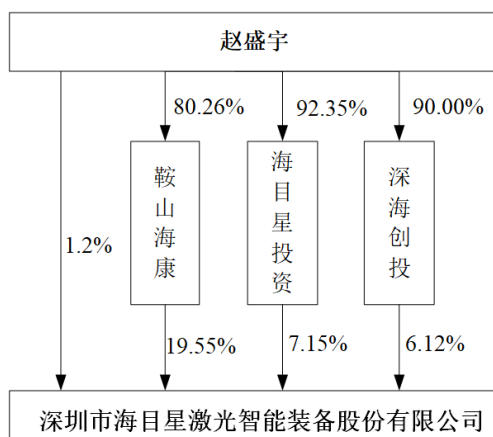 赵盛宇
80.26%
92.35%
90.00%
鞍山海康
海目星投资
深海创投
1.2%
19.55%
7.15%
6.12%
深圳市海目星激光智能装备股份有限公司